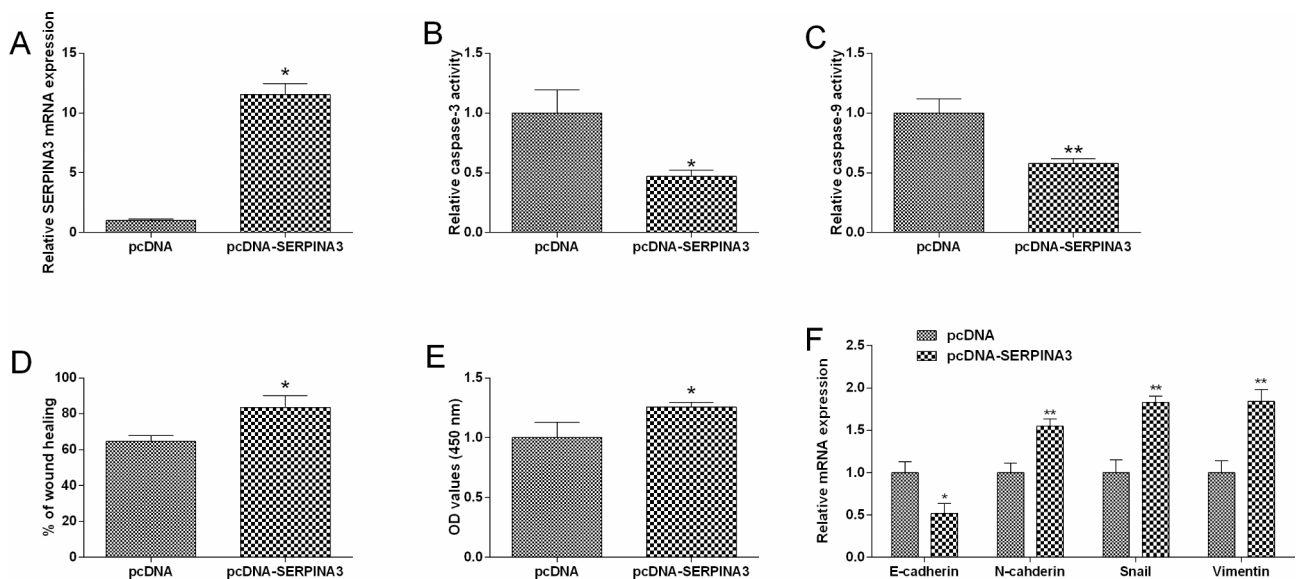 A
Relative SERPINA3 mRNA expression
15
10
5
0
*
pcDNA
pcDNA-SERPINA3
B
Relative caspase-3 activity
1.5
1.0
0.5
0.0
*
pcDNA
pcDNA-SERPINA3
C
Relative caspase-9 activity
1.5
1.0
0.5
0.0
**
pcDNA
pcDNA-SERPINA3
D
% of wound healing
100
80
60
40
20
0
*
pcDNA
pcDNA-SERPINA3
E
OD values (450 nm)
1.5
1.0
0.5
0.0
*
pcDNA
pcDNA-SERPINA3
F
pcDNA
pcDNA-SERPINA3
Relative mRNA expression
2.5
2.0
1.5
1.0
0.5
0.0
*
**
**
**
E-cadherin
N-cahderin
Snail
Vimentin